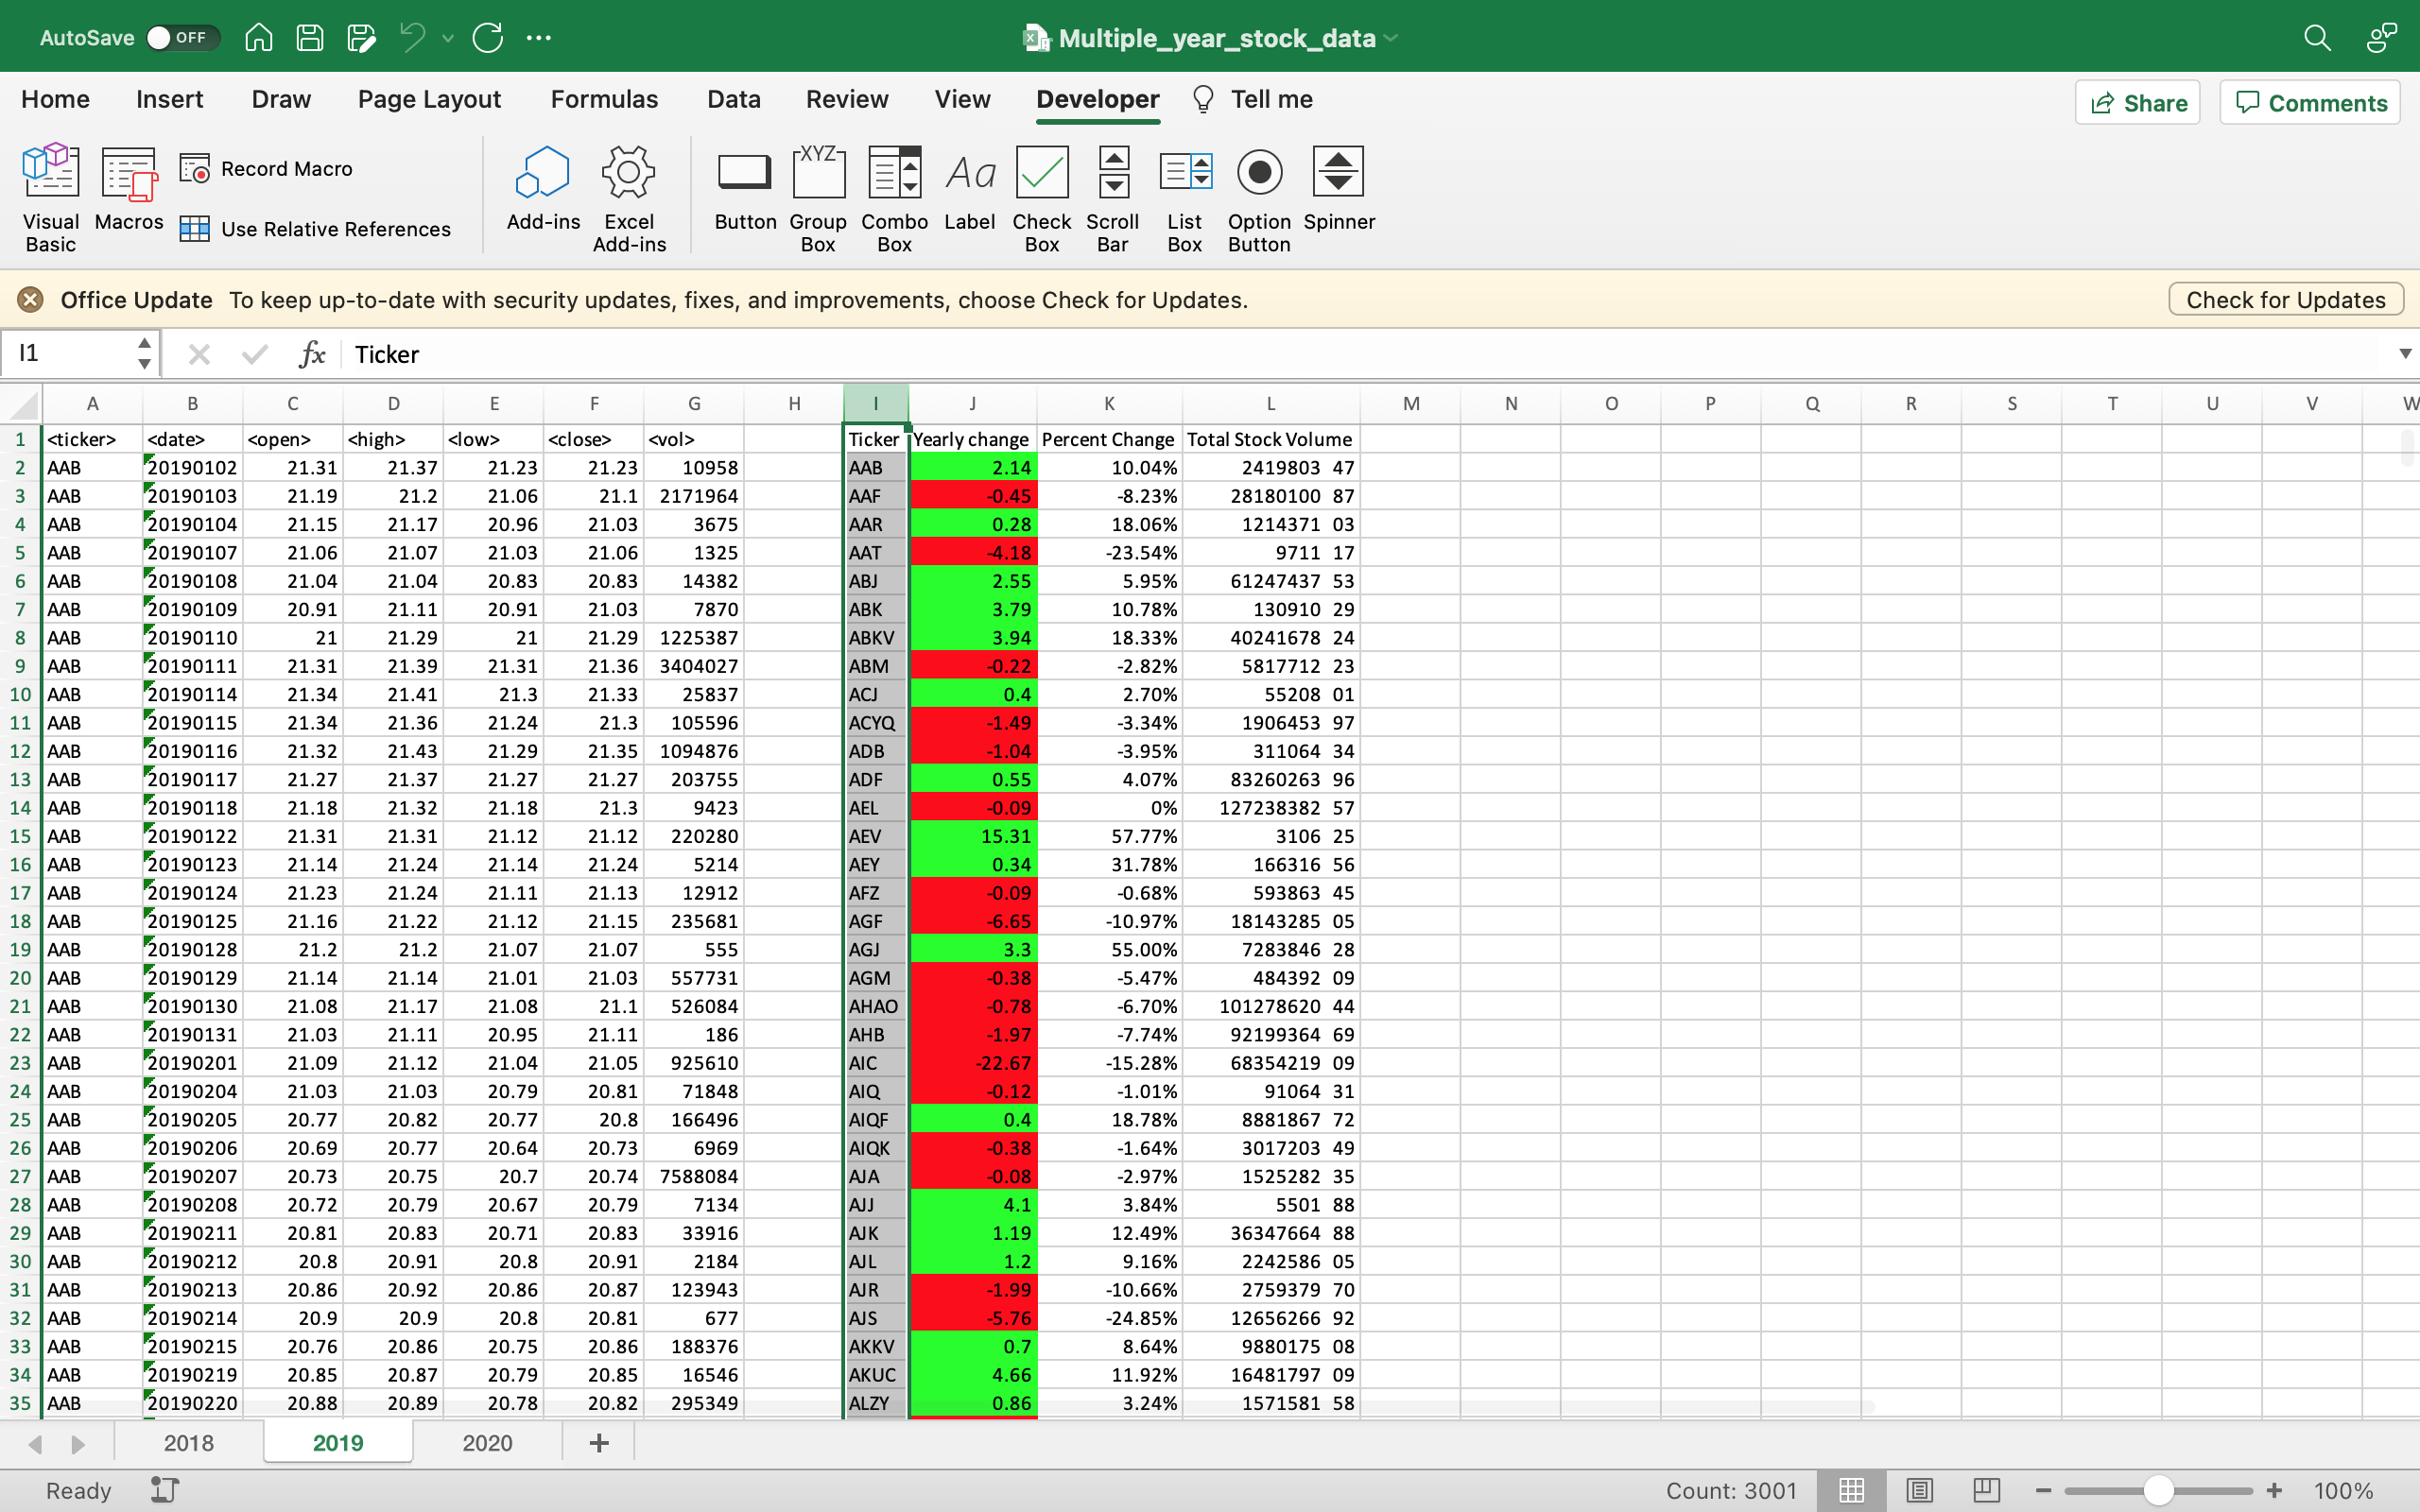 AutoSave OFF Multiple_year_stock_data
Home Insert Draw Page Layout Formulas Data Review View Developer Tell me Share Comments
Visual Basic Macros Record Macro Use Relative References Add-ins Excel Add-ins Button Group Box Combo Box Label Check Box Scroll Bar List Box Option Button Spinner
XYZ Aa
Office Update To keep up-to-date with security updates, fixes, and improvements, choose Check for Updates. Check for Updates
I1 fx Ticker
A B C D E F G H I J K L M N O P Q R S T U V W
1 <ticker> <date> <open> <high> <low> <close> <vol> Ticker Yearly change Percent Change Total Stock Volume
2 AAB 20190102 21.31 21.37 21.23 21.23 10958 AAB 2.14 10.04% 2419803 47
3 AAB 20190103 21.19 21.2 21.06 21.1 2171964 AAF -0.45 -8.23% 28180100 87
4 AAB 20190104 21.15 21.17 20.96 21.03 3675 AAR 0.28 18.06% 1214371 03
5 AAB 20190107 21.06 21.07 21.03 21.06 1325 AAT -4.18 -23.54% 9711 17
6 AAB 20190108 21.04 21.04 20.83 20.83 14382 ABJ 2.55 5.95% 61247437 53
7 AAB 20190109 20.91 21.11 20.91 21.03 7870 ABK 3.79 10.78% 130910 29
8 AAB 20190110 21 21.29 21 21.29 1225387 ABKV 3.94 18.33% 40241678 24
9 AAB 20190111 21.31 21.39 21.31 21.36 3404027 ABM -0.22 -2.82% 5817712 23
10 AAB 20190114 21.34 21.41 21.3 21.33 25837 ACJ 0.4 2.70% 55208 01
11 AAB 20190115 21.34 21.36 21.24 21.3 105596 ACYQ -1.49 -3.34% 1906453 97
12 AAB 20190116 21.32 21.43 21.29 21.35 1094876 ADB -1.04 -3.95% 311064 34
13 AAB 20190117 21.27 21.37 21.27 21.27 203755 ADF 0.55 4.07% 83260263 96
14 AAB 20190118 21.18 21.32 21.18 21.3 9423 AEL -0.09 0% 127238382 57
15 AAB 20190122 21.31 21.31 21.12 21.12 220280 AEV 15.31 57.77% 3106 25
16 AAB 20190123 21.14 21.24 21.14 21.24 5214 AEY 0.34 31.78% 166316 56
17 AAB 20190124 21.23 21.24 21.11 21.13 12912 AFZ -0.09 -0.68% 593863 45
18 AAB 20190125 21.16 21.22 21.12 21.15 235681 AGF -6.65 -10.97% 18143285 05
19 AAB 20190128 21.2 21.2 21.07 21.07 555 AGJ 3.3 55.00% 7283846 28
20 AAB 20190129 21.14 21.14 21.01 21.03 557731 AGM -0.38 -5.47% 484392 09
21 AAB 20190130 21.08 21.17 21.08 21.1 526084 AHAO -0.78 -6.70% 101278620 44
22 AAB 20190131 21.03 21.11 20.95 21.11 186 AHB -1.97 -7.74% 92199364 69
23 AAB 20190201 21.09 21.12 21.04 21.05 925610 AIC -22.67 -15.28% 68354219 09
24 AAB 20190204 21.03 21.03 20.79 20.81 71848 AIQ -0.12 -1.01% 91064 31
25 AAB 20190205 20.77 20.82 20.77 20.8 166496 AIQF 0.4 18.78% 8881867 72
26 AAB 20190206 20.69 20.77 20.64 20.73 6969 AIQK -0.38 -1.64% 3017203 49
27 AAB 20190207 20.73 20.75 20.7 20.74 7588084 AJA -0.08 -2.97% 1525282 35
28 AAB 20190208 20.72 20.79 20.67 20.79 7134 AJJ 4.1 3.84% 5501 88
29 AAB 20190211 20.81 20.83 20.71 20.83 33916 AJK 1.19 12.49% 36347664 88
30 AAB 20190212 20.8 20.91 20.8 20.91 2184 AJL 1.2 9.16% 2242586 05
31 AAB 20190213 20.86 20.92 20.86 20.87 123943 AJR -1.99 -10.66% 2759379 70
32 AAB 20190214 20.9 20.9 20.8 20.81 677 AJS -5.76 -24.85% 12656266 92
33 AAB 20190215 20.76 20.86 20.75 20.86 188376 AKKV 0.7 8.64% 9880175 08
34 AAB 20190219 20.85 20.87 20.79 20.85 16546 AKUC 4.66 11.92% 16481797 09
35 AAB 20190220 20.88 20.89 20.78 20.82 295349 ALZY 0.86 3.24% 1571581 58
2018 2019 2020 +
Ready Count: 3001 100%